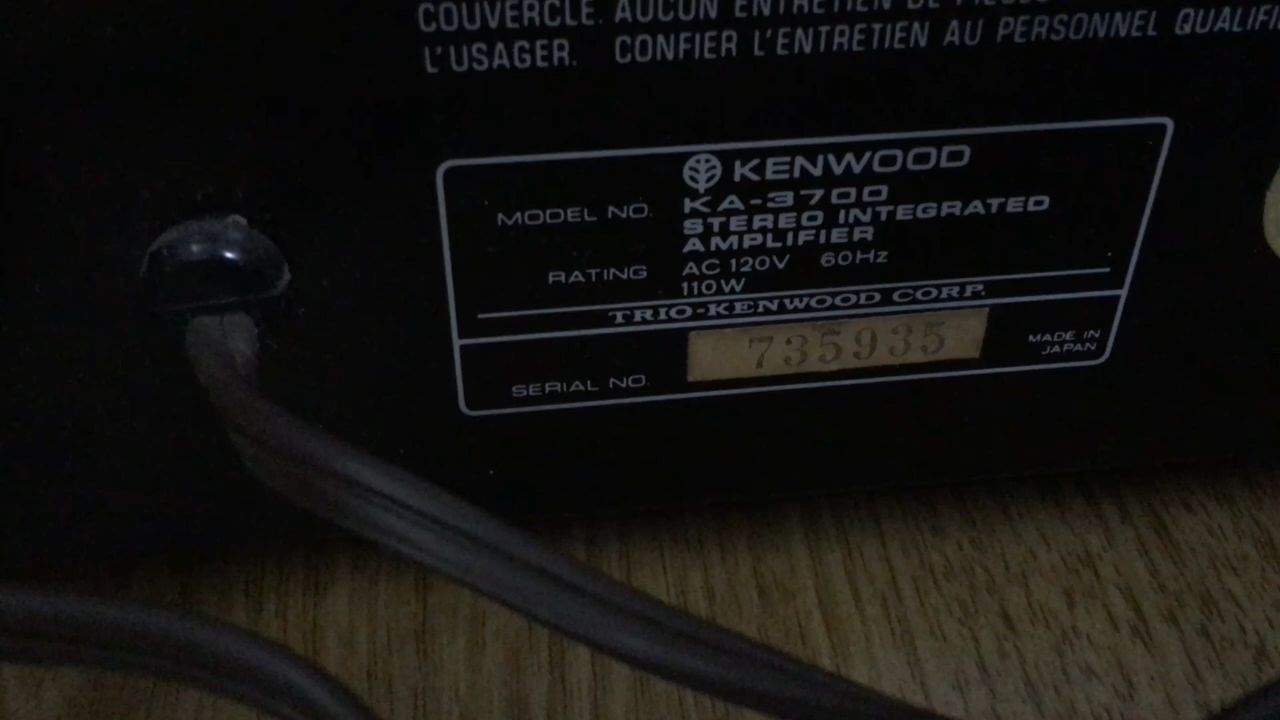 COUVERCLE. AUCUN ENTRETIEN DE
L'USAGER. CONFIER L'ENTRETIEN AU PERSONNEL
KENWOOD
MODEL NO. KA-3700
STEREO INTEGRATED
AMPLIFIER
RATING AC 120V 60Hz
110W
TRIO-KENWOOD CORP.
SERIAL NO. 735935
MADE IN
JAPAN